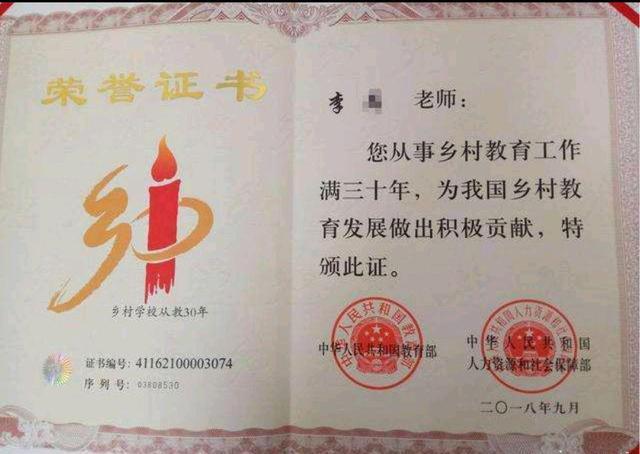 荣誉证书
乡村学校从教30年
证书编号: 41162100003074
序列号: 03808530
李 老师:
您从事乡村教育工作
满三十年，为我国乡村教
育发展做出积极贡献，特
颁此证。
中华人民共和国教育部
中华人民共和国
人力资源和社会保障部
二〇一八年九月